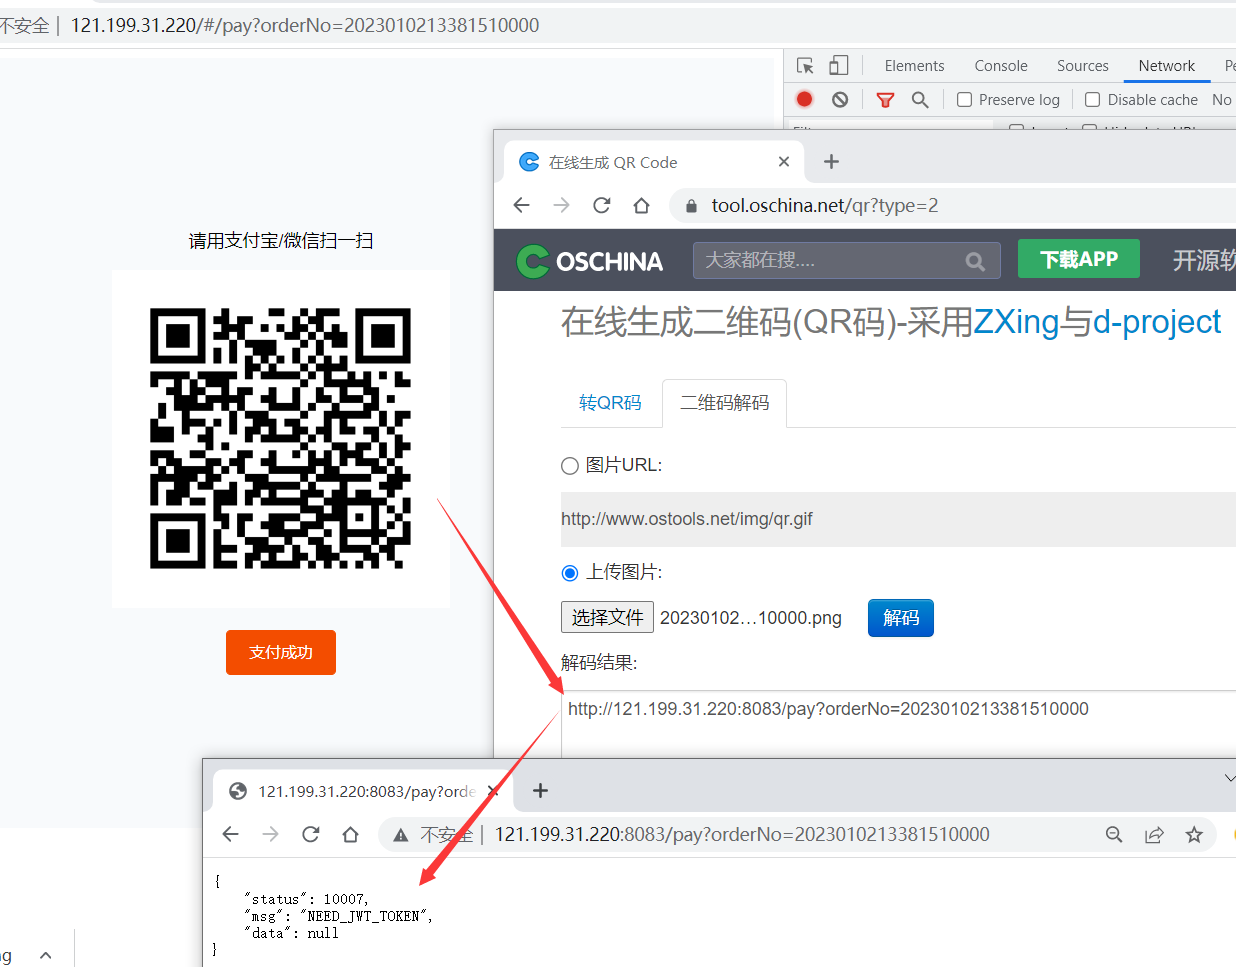 不安全 | 121.199.31.220/#/pay?orderNo=2023010213381510000
Elements Console Sources Network
Preserve log Disable cache No
请用支付宝/微信扫一扫
支付成功
在线生成 QR Code
tool.oschina.net/qr?type=2
OSCHINA 大家都在搜.... 下载APP 开源软
在线生成二维码(QR码)-采用ZXing与d-project
转QR码 二维码解码
图片URL:
http://www.ostools.net/img/qr.gif
上传图片:
选择文件 20230102…10000.png 解码
解码结果:
http://121.199.31.220:8083/pay?orderNo=2023010213381510000
121.199.31.220:8083/pay?orde
不安全 | 121.199.31.220:8083/pay?orderNo=2023010213381510000
{
"status": 10007,
"msg": "NEED_JWT_TOKEN",
"data": null
}